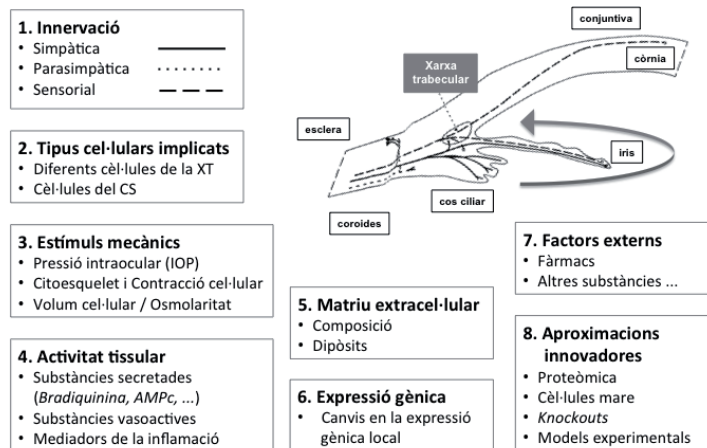 1. Innervació
• Simpàtica
• Parasimpàtica
• Sensorial
conjuntiva
còrnia
Xarxa
trabecular
esclera
iris
cos ciliar
coroides
2. Tipus cel·lulars implicats
• Diferents cèl·lules de la XT
• Cèl·lules del CS
3. Estímuls mecànics
• Pressió intraocular (IOP)
• Citoesquelet i Contracció cel·lular
• Volum cel·lular / Osmolaritat
4. Activitat tissular
• Substàncies secretades
(Bradiquinina, AMPc, ...)
• Substàncies vasoactives
• Mediadors de la inflamació
5. Matriu extracel·lular
• Composició
• Dipòsits
6. Expressió gènica
• Canvis en la expressió
gènica local
7. Factors externs
• Fàrmacs
• Altres substàncies ...
8. Aproximacions
innovadores
• Proteòmica
• Cèl·lules mare
• Knockouts
• Models experimentals